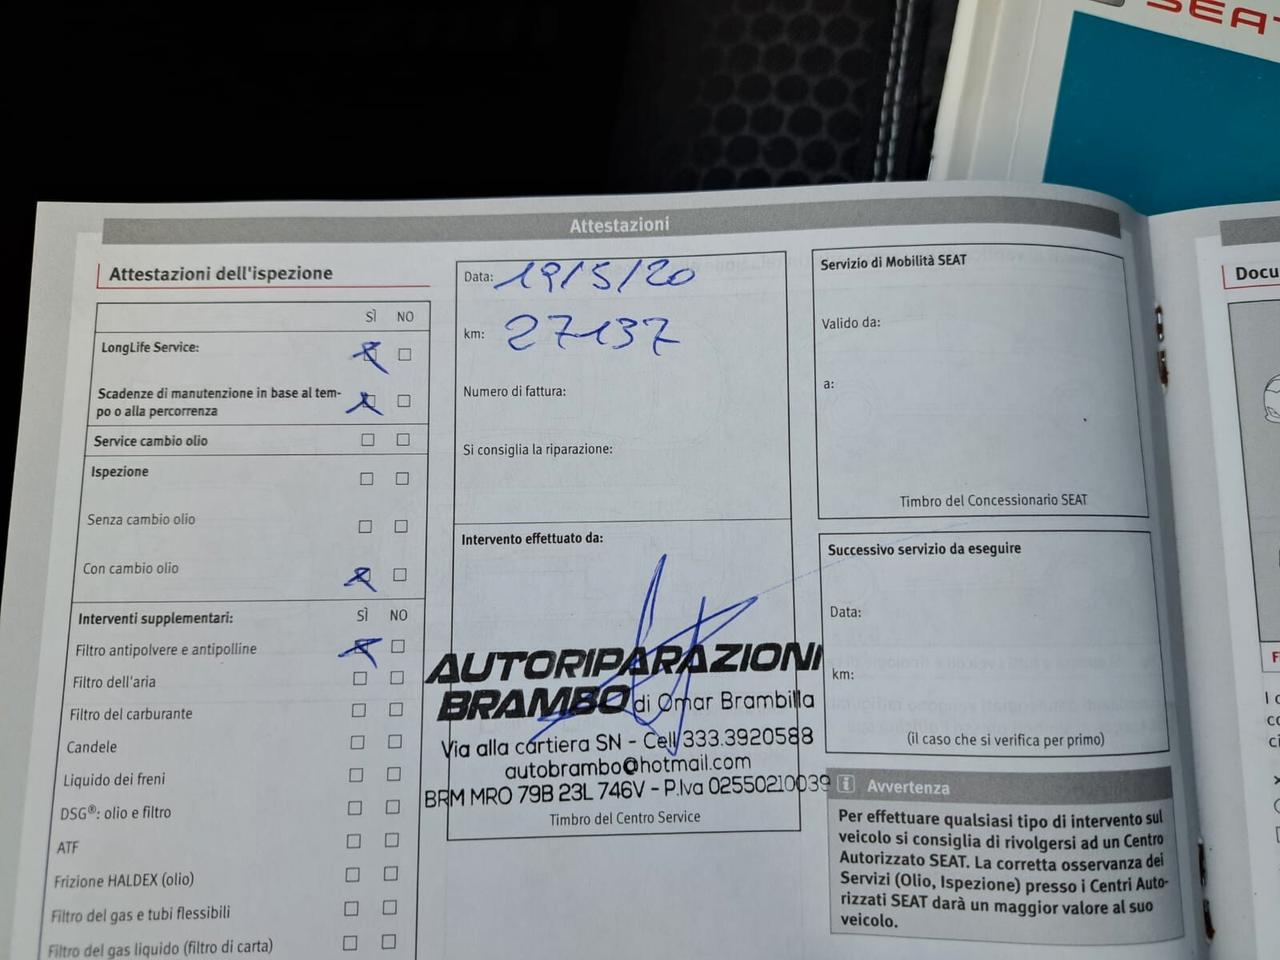 SEAT
Attestazioni
Attestazioni dell'ispezione
SÌ NO
LongLife Service:
Scadenze di manutenzione in base al tem-
po o alla percorrenza
Service cambio olio
Ispezione
Senza cambio olio
Con cambio olio
Interventi supplementari: SÌ NO
Filtro antipolvere e antipolline
Filtro dell'aria
Filtro del carburante
Candele
Liquido dei freni
DSG®: olio e filtro
ATF
Frizione HALDEX (olio)
Filtro del gas e tubi flessibili
Filtro del gas liquido (filtro di carta)
Data: 19/5/20
km: 27137
Numero di fattura:
Si consiglia la riparazione:
Intervento effettuato da:
AUTORIPARAZIONI
BRAMBO di Omar Brambilla
Via alla cartiera SN - Cell 333.3920588
autobrambo@hotmail.com
BRM MRO 79B 23L 746V - P.Iva 02550210039
Timbro del Centro Service
Servizio di Mobilità SEAT
Valido da:
a:
Timbro del Concessionario SEAT
Successivo servizio da eseguire
Data:
km:
(il caso che si verifica per primo)
i Avvertenza
Per effettuare qualsiasi tipo di intervento sul
veicolo si consiglia di rivolgersi ad un Centro
Autorizzato SEAT. La corretta osservanza dei
Servizi (Olio, Ispezione) presso i Centri Auto-
rizzati SEAT darà un maggior valore al suo
veicolo.
Docu